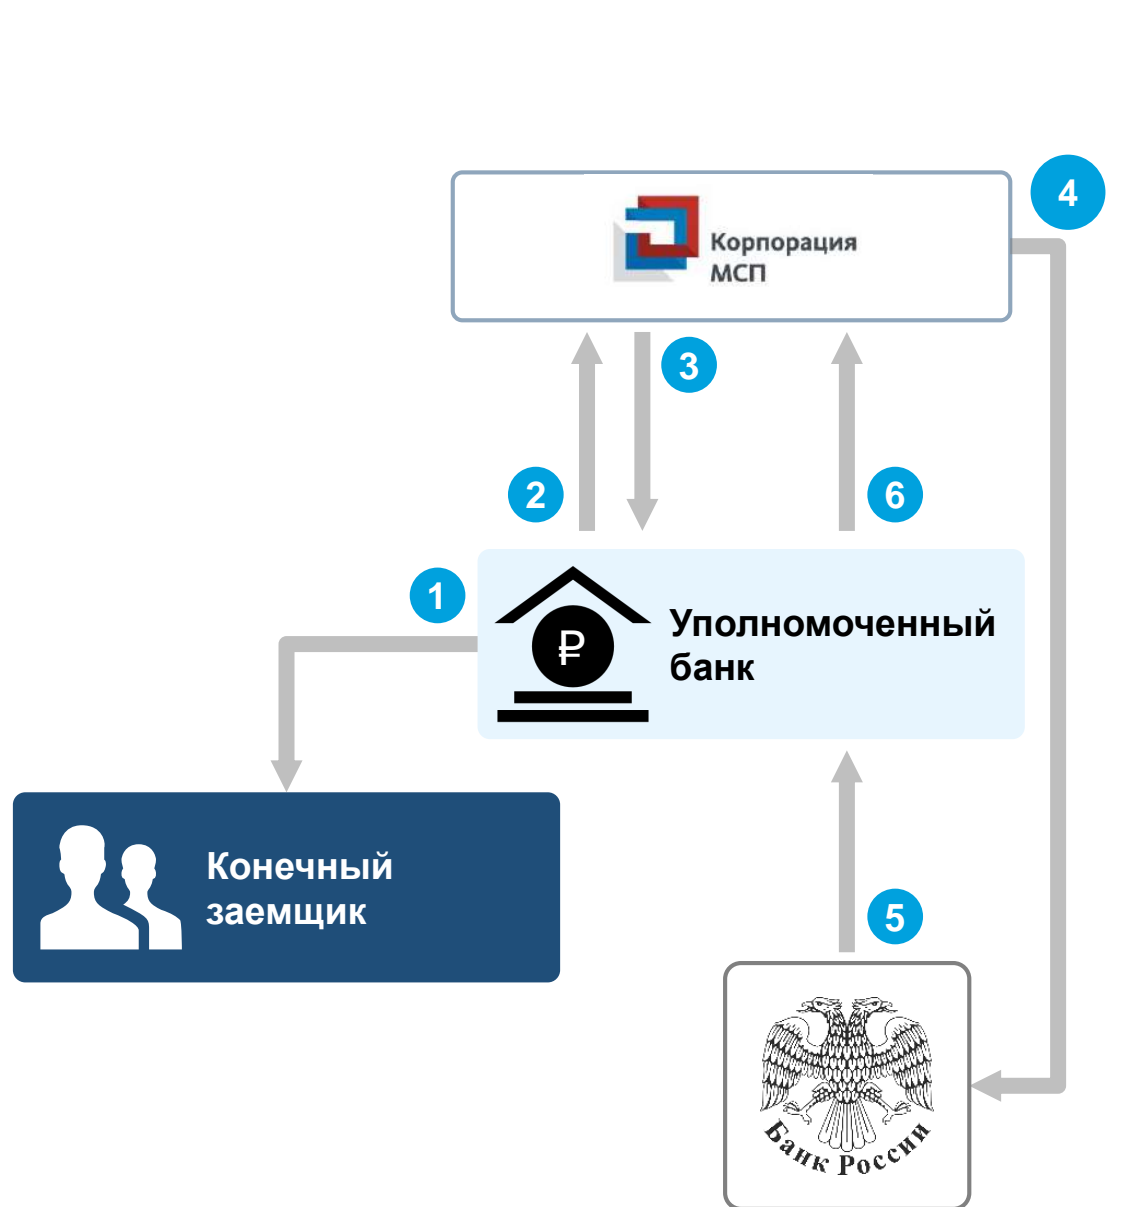 4
Корпорация
МСП
3
2
6
1
Уполномоченный
банк
₽
Конечный
заемщик
5
Банк России